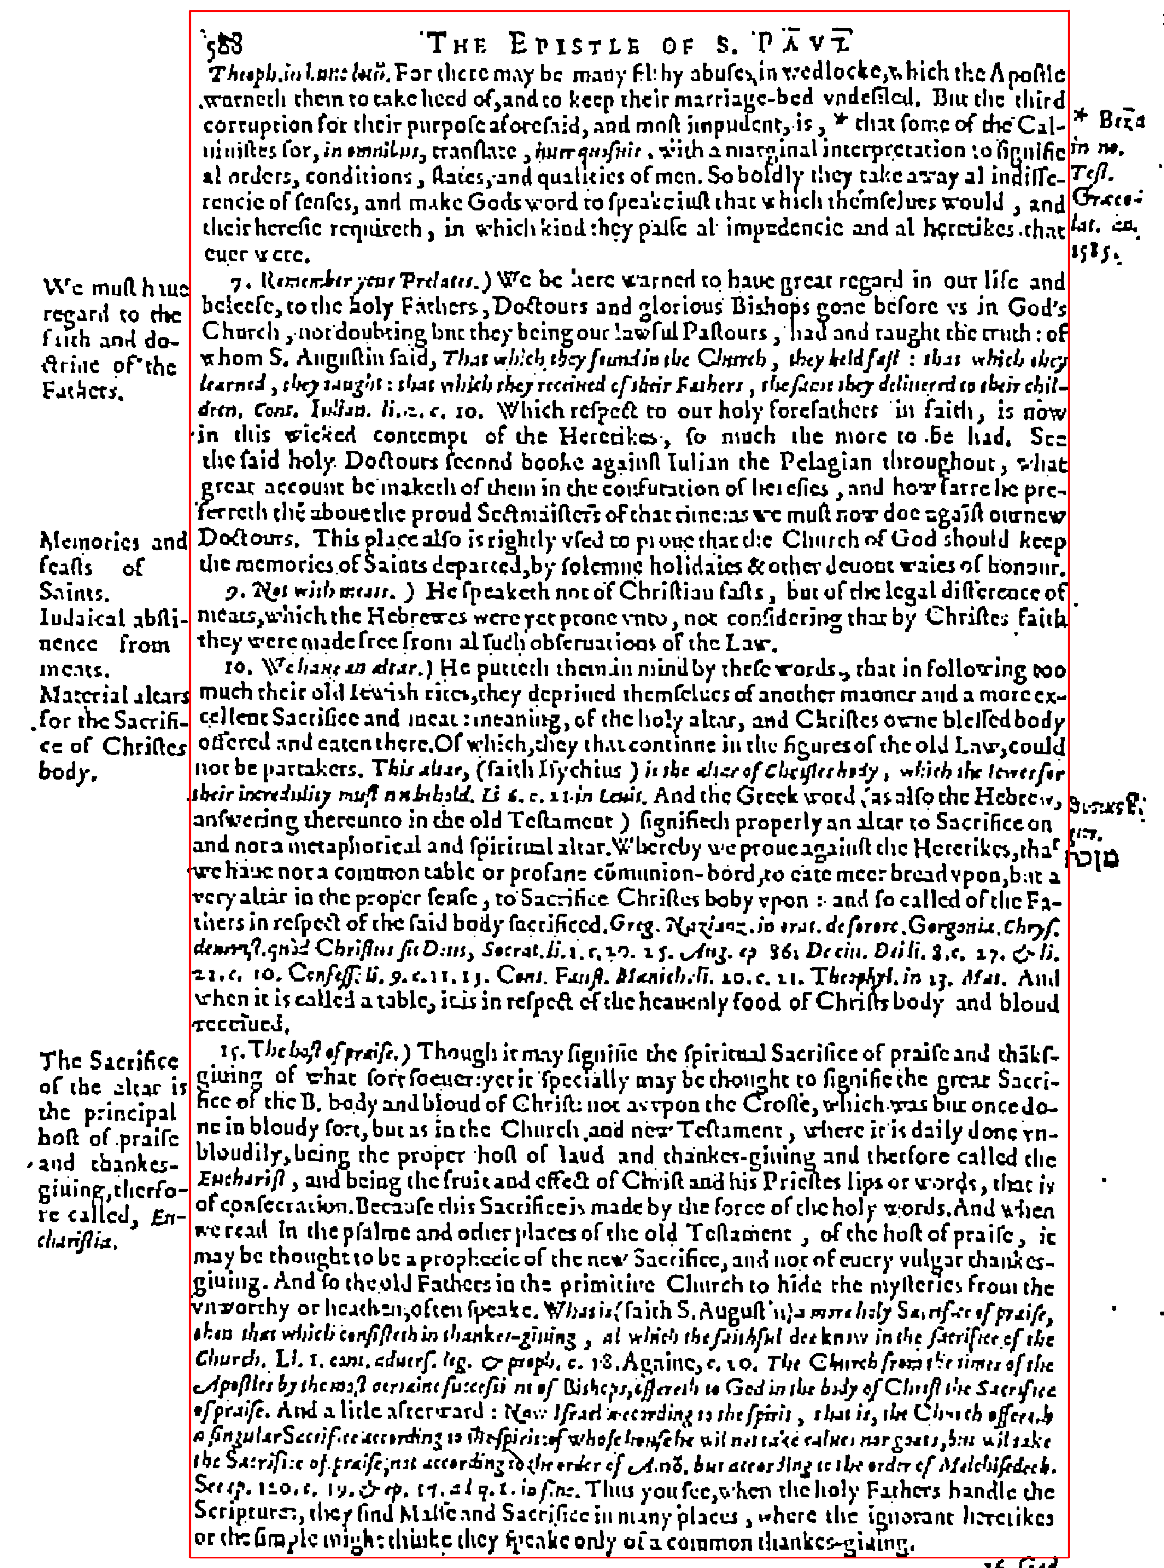 588 THE EPISTLE OF S. PAVL
Theoph. in hunc locū. For there may be many filthy abuses in wedlocke, which the Apostle
warneth them to take heed of, and to keep their marriage-bed vndefiled. But the third
corruption for their purpose aforesaid, and most impudent, is, * that some of the Cal-
uinistes for, in omnibus, translate, inter quosuis, with a marginal interpretation to signifie
al orders, conditions, states, and qualities of men. So boldly they take away al indiffe-
rencie of senses, and make Gods word to speake iust that which themselues would, and
their heresie requireth, in which kind they passe al impudencie and al heretikes that
euer were.
* Beza
in no.
Test.
Græco-
lat. an.
1585.
We must haue
regard to the
faith and do-
ctrine of the
Fathers.
7. Remember your Prelates.) We be here warned to haue great regard in our life and
beleefe, to the holy Fathers, Doctours and glorious Bishops gone before vs in God's
Church, not doubting but they being our lawful Pastours, had and taught the truth: of
whom S. Augustin said, That which they found in the Church, they held fast: that which they
learned, they taught: that which they receiued of their Fathers, the same they deliuered to their chil-
dren. Cont. Iulian. li. 2. c. 10. Which respect to our holy forefathers in faith, is now
in this wicked contempt of the Heretikes, so much the more to be had. See
the said holy Doctours second booke against Iulian the Pelagian throughout, what
great account he maketh of them in the confutation of heresies, and how farre he pre-
ferreth thē aboue the proud Sectmaisters of that time: as we must now doe agaīst our new
Doctours. This place also is rightly vsed to proue that the Church of God should keep
the memories of Saints departed, by solemne holidaies & other deuout waies of honour.
Memories and
feasts of
Saints.
Iudaical absti-
nence from
meats.
9. Not with meats.) He speaketh not of Christian fasts, but of the legal difference of
meats, which the Hebrewes were yet prone vnto, not considering that by Christes faith
they were made free from al such obseruations of the Law.
Material altars
for the Sacrifi-
ce of Christes
body.
10. We haue an altar.) He putteth them in mind by these words, that in following too
much their old Iewish rites, they depriued themselues of another manner and a more ex-
cellent Sacrifice and meat: meaning, of the holy altar, and Christes owne blessed body
offered and eaten there. Of which, they that continue in the figures of the old Law, could
not be partakers. This altar, (saith Isychius) is the altar of Christes body, which the Iewes for
their incredulity must not behold. Li. 6. c. 21. in Leuit. And the Greek word (as also the Hebrew,
answering thereunto in the old Testament) signifieth properly an altar to Sacrifice on
and not a metaphorical and spiritual altar. Whereby we proue against the Heretikes, that
we haue not a common table or profane cōmunion-bord, to eate meer bread vpon, but a
very altar in the proper sense, to Sacrifice Christes boby vpon: and so called of the Fa-
thers in respect of the said body sacrificed. Greg. Nazianz. in orat. de sorore Gorgonia. Chrys.
demonst. quòd Christus sit Deus, Socrat. li. 1. c. 20. 25. Aug. ep 86. De ciu. Dei li. 8. c. 27. & li.
22. c. 10. Confess. li. 9. c. 11. 13. Cont. Faust. Manich. li. 20. c. 21. Theophyl. in 23. Mat. And
when it is called a table, it is in respect of the heauenly food of Christs body and bloud
receiued.
The Sacrifice
of the altar is
the principal
host of praise
and thankes-
giuing, therfo-
re called, Eu-
charistia.
15. The host of praise.) Though it may signifie the spiritual Sacrifice of praise and thāks-
giuing of what sort soeuer: yet it specially may be thought to signifie the great Sacri-
fice of the B. body and bloud of Christ: not as vpon the Crosse, which was but once do-
ne in bloudy sort, but as in the Church and new Testament, where it is daily done vn-
bloudily, being the proper host of laud and thankes-giuing and therfore called the
Eucharist, and being the fruit and effect of Christ and his Priestes lips or words, that is
of consecration. Because this Sacrifice is made by the force of the holy words. And when
we read In the psalme and other places of the old Testament, of the host of praise, it
may be thought to be a prophecie of the new Sacrifice, and not of euery vulgar thankes-
giuing. And so the old Fathers in the primitiue Church to hide the mysteries from the
vnworthy or heathen, often speake. What is (saith S. Augustin) a more holy Sacrifice of praise,
then that which consisteth in thankes-giuing, al which the faithful doe know in the sacrifice of the
Church. Li. 1. cont. aduers. leg. & proph. c. 18. Againe, c. 20. The Church from the times of the
Apostles by the most certaine successions of Bishops, offereth to God in the body of Christ the Sacrifice
of praise. And a litle afterward: Now Israel according to the spirit, that is, the Church offereth
a singular Sacrifice according to the spirit: of whose house he wil not take calues nor goats, but wil take
the Sacrifice of praise, not according to the order of Aarō, but according to the order of Melchisedech.
See ep. 120. c. 19. & ep. 57. ad q. 1. in fine. Thus you see, when the holy Fathers handle the
Scriptures, they find Masse and Sacrifice in many places, where the ignorant heretikes
or the simple might thinke they speake only of a common thankes-giuing.